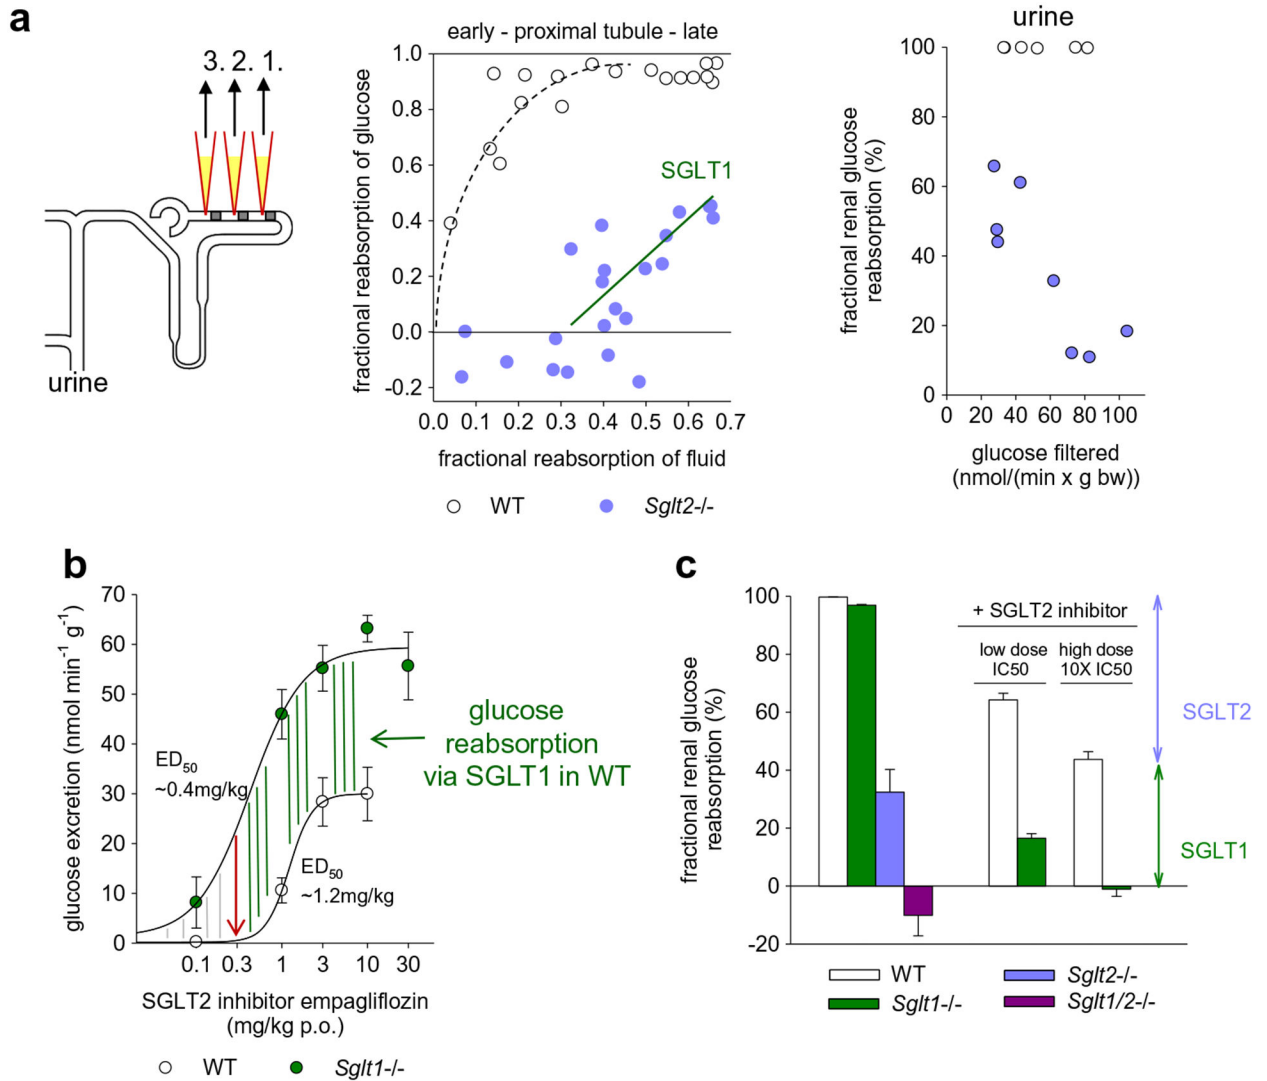 a
3. 2. 1.
urine
early - proximal tubule - late
fractional reabsorption of glucose
1.0
0.8
0.6
0.4
0.2
0.0
-0.2
SGLT1
0.0 0.1 0.2 0.3 0.4 0.5 0.6 0.7
fractional reabsorption of fluid
WT Sglt2-/-
urine
fractional renal glucose
reabsorption (%)
100
80
60
40
20
0
0 20 40 60 80 100
glucose filtered
(nmol/(min x g bw))
b
glucose excretion (nmol min-1 g-1)
70
60
50
40
30
20
10
0
ED50
~0.4mg/kg
ED50
~1.2mg/kg
glucose
reabsorption
via SGLT1 in WT
0.1 0.3 1 3 10 30
SGLT2 inhibitor empagliflozin
(mg/kg p.o.)
WT Sglt1-/-
c
fractional renal glucose
reabsorption (%)
100
80
60
40
20
0
-20
+ SGLT2 inhibitor
low dose
IC50
high dose
10X IC50
SGLT2
SGLT1
WT Sglt2-/-
Sglt1-/- Sglt1/2-/-